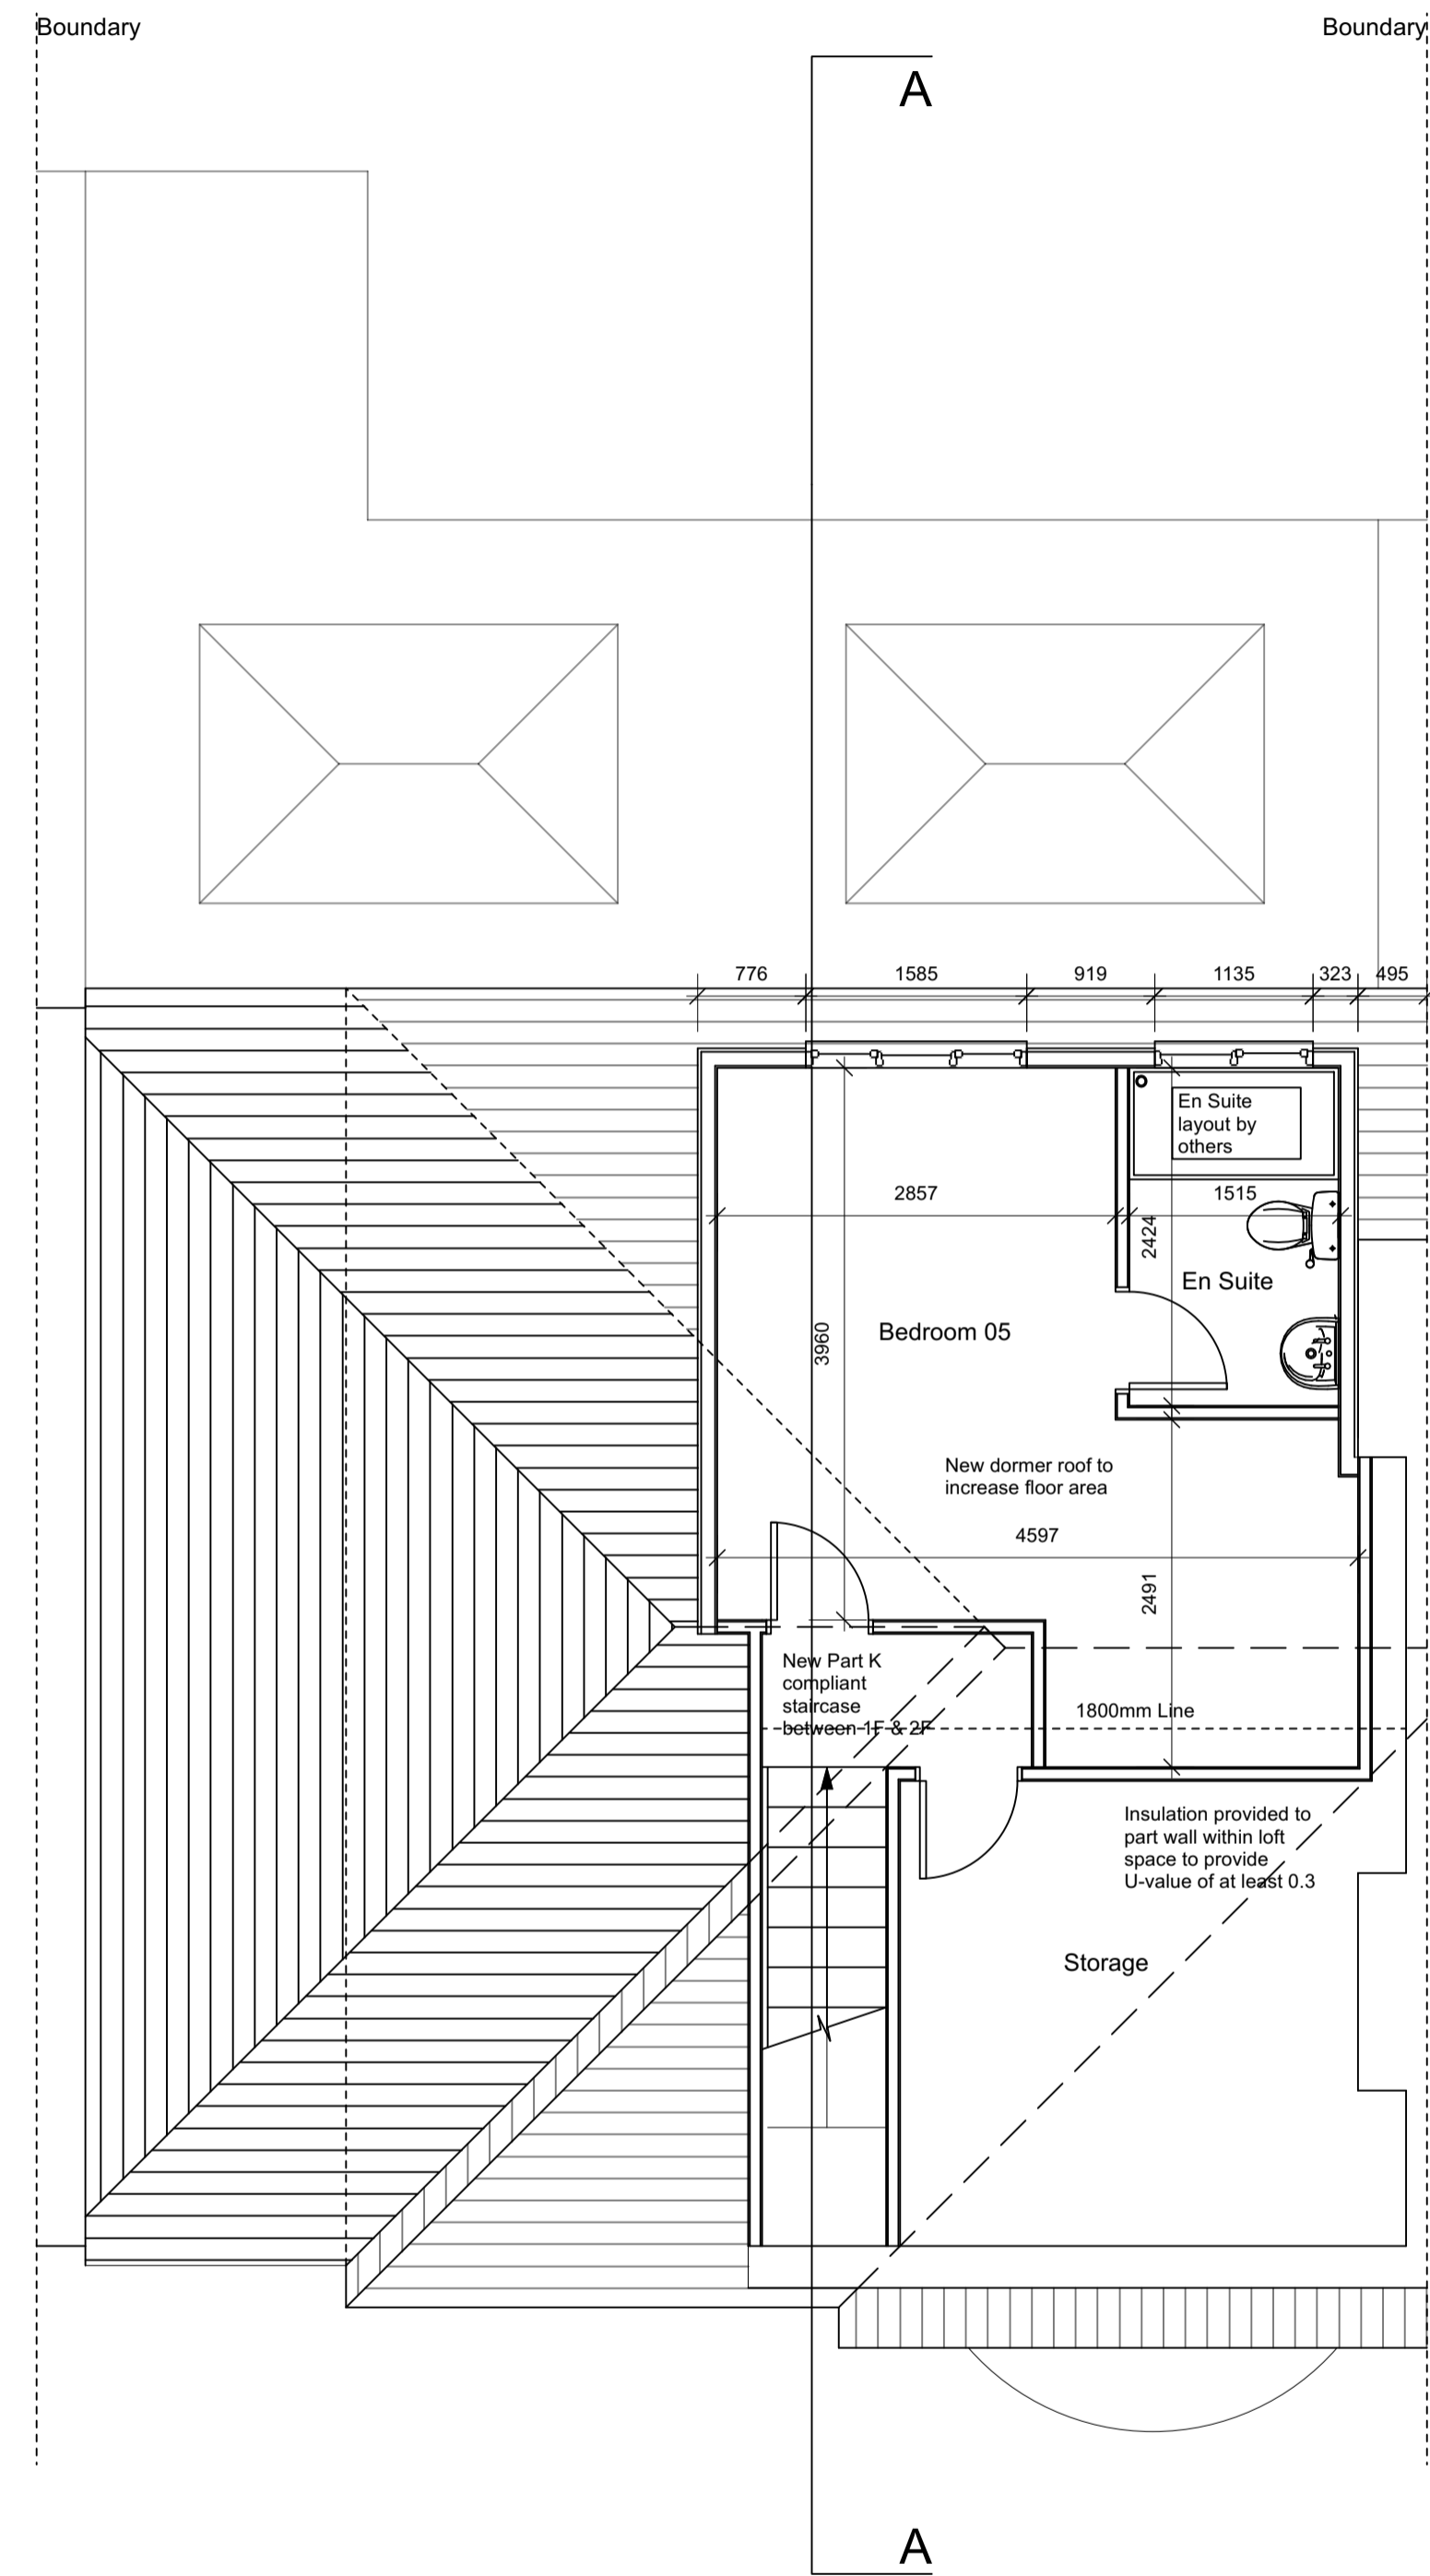 Boundary
Boundary
A
776
1585
919
1135
323
495
En Suite
layout by
others
2857
1515
2424
En Suite
Bedroom 05
3960
New dormer roof to
increase floor area
4597
2491
New Part K
compliant
staircase
between 1F & 2F
1800mm Line
Insulation provided to
part wall within loft
space to provide
U-value of at least 0.3
Storage
A